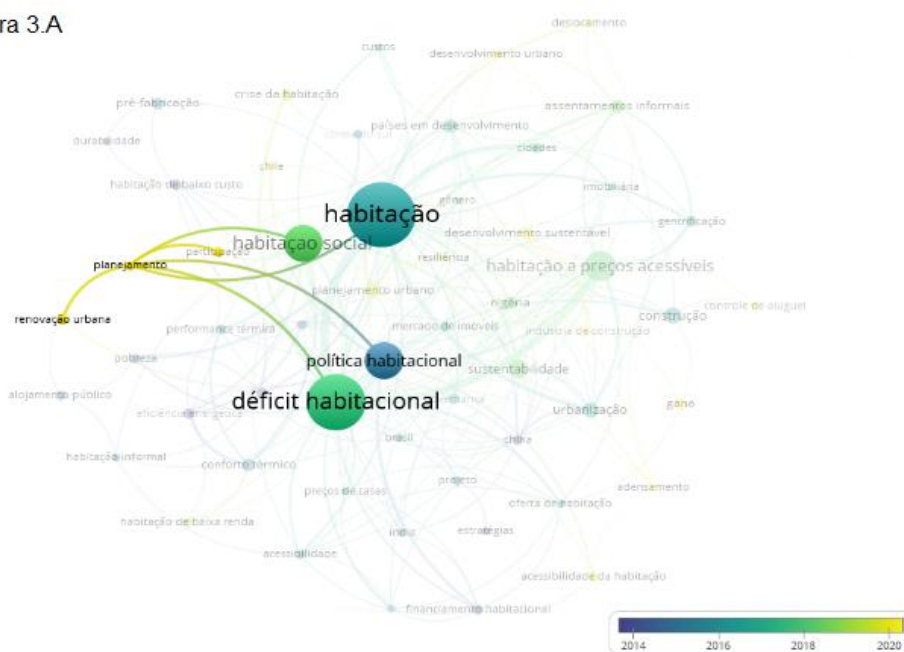 ra 3.A
deslocamento
custos
desenvolvimento urbano
crise da habitação
pré-fabricação
assentamentos informais
países em desenvolvimento
durabilidade
cidades
chile
habitação de baixo custo
imobiliária
gênero
habitação
gentrificação
desenvolvimento sustentável
habitação social
participação
resiliência
planejamento
habitação a preços acessíveis
planejamento urbano
nigéria
controle de aluguel
renovação urbana
construção
performance térmico
mercado de imóveis
indústria de construção
pobreza
política habitacional
sustentabilidade
alojamento público
déficit habitacional
gana
eficiência energética
urbanização
brasil
china
habitação informal
conforto térmico
projeto
adensamento
preços de casas
oferta de habitação
habitação de baixa renda
índia
estratégias
acessibilidade
acessibilidade da habitação
financiamento habitacional
2014 2016 2018 2020